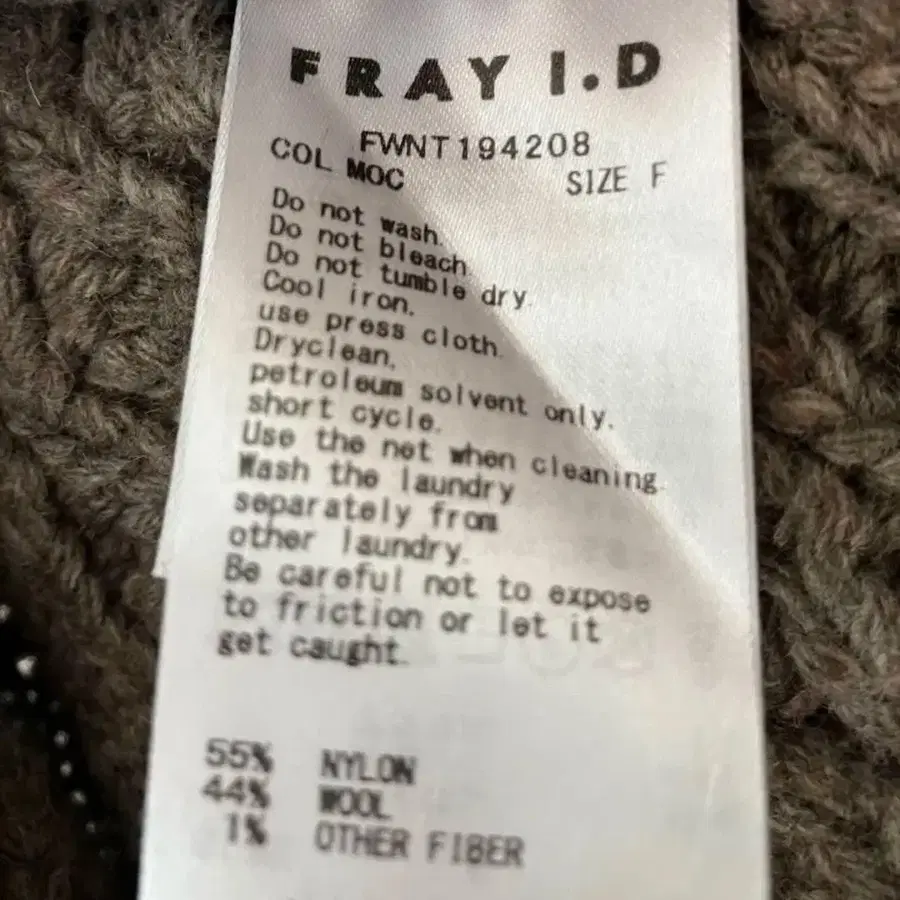 FRAY I.D
FWNT194208
COL MOC SIZE F
Do not wash.
Do not bleach.
Do not tumble dry.
Cool iron.
use press cloth.
Dryclean,
petroleum solvent only.
short cycle.
Use the net when cleaning.
Wash the laundry
separately from
other laundry.
Be careful not to expose
to friction or let it
get caught.
55% NYLON
44% WOOL
1% OTHER FIBER